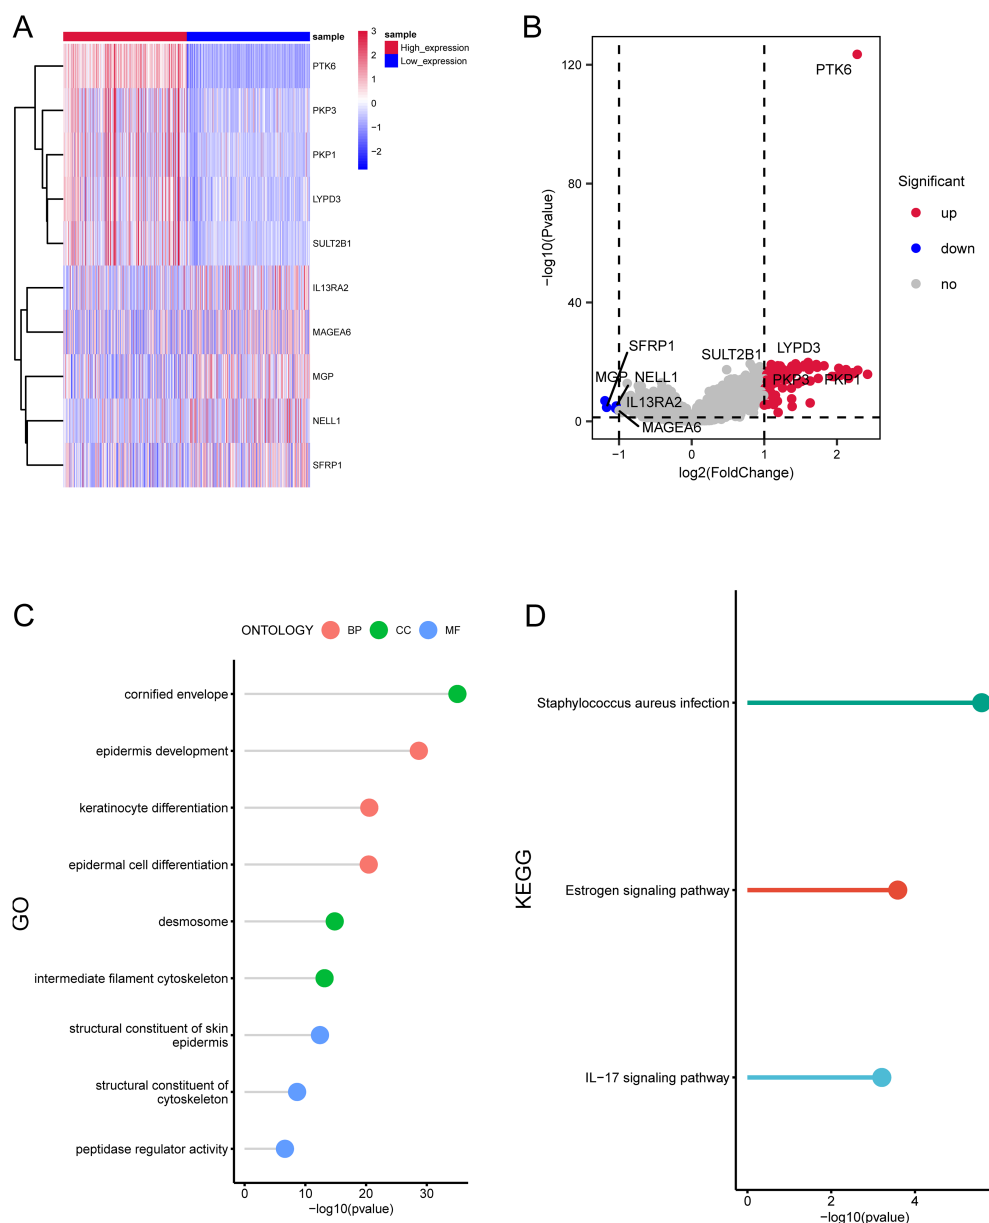 A
sample
PTK6
PKP3
PKP1
LYPD3
SULT2B1
IL13RA2
MAGEA6
MGP
NELL1
SFRP1
3
2
1
0
−1
−2
sample
High_expression
Low_expression
B
−log10(Pvalue)
120
80
40
0
PTK6
SFRP1
SULT2B1
LYPD3
MGP
NELL1
PKP3
PKP1
IL13RA2
MAGEA6
−1
0
1
2
log2(FoldChange)
Significant
up
down
no
C
ONTOLOGY
BP
CC
MF
GO
cornified envelope
epidermis development
keratinocyte differentiation
epidermal cell differentiation
desmosome
intermediate filament cytoskeleton
structural constituent of skin
epidermis
structural constituent of
cytoskeleton
peptidase regulator activity
0
10
20
30
−log10(pvalue)
D
KEGG
Staphylococcus aureus infection
Estrogen signaling pathway
IL−17 signaling pathway
0
2
4
−log10(pvalue)